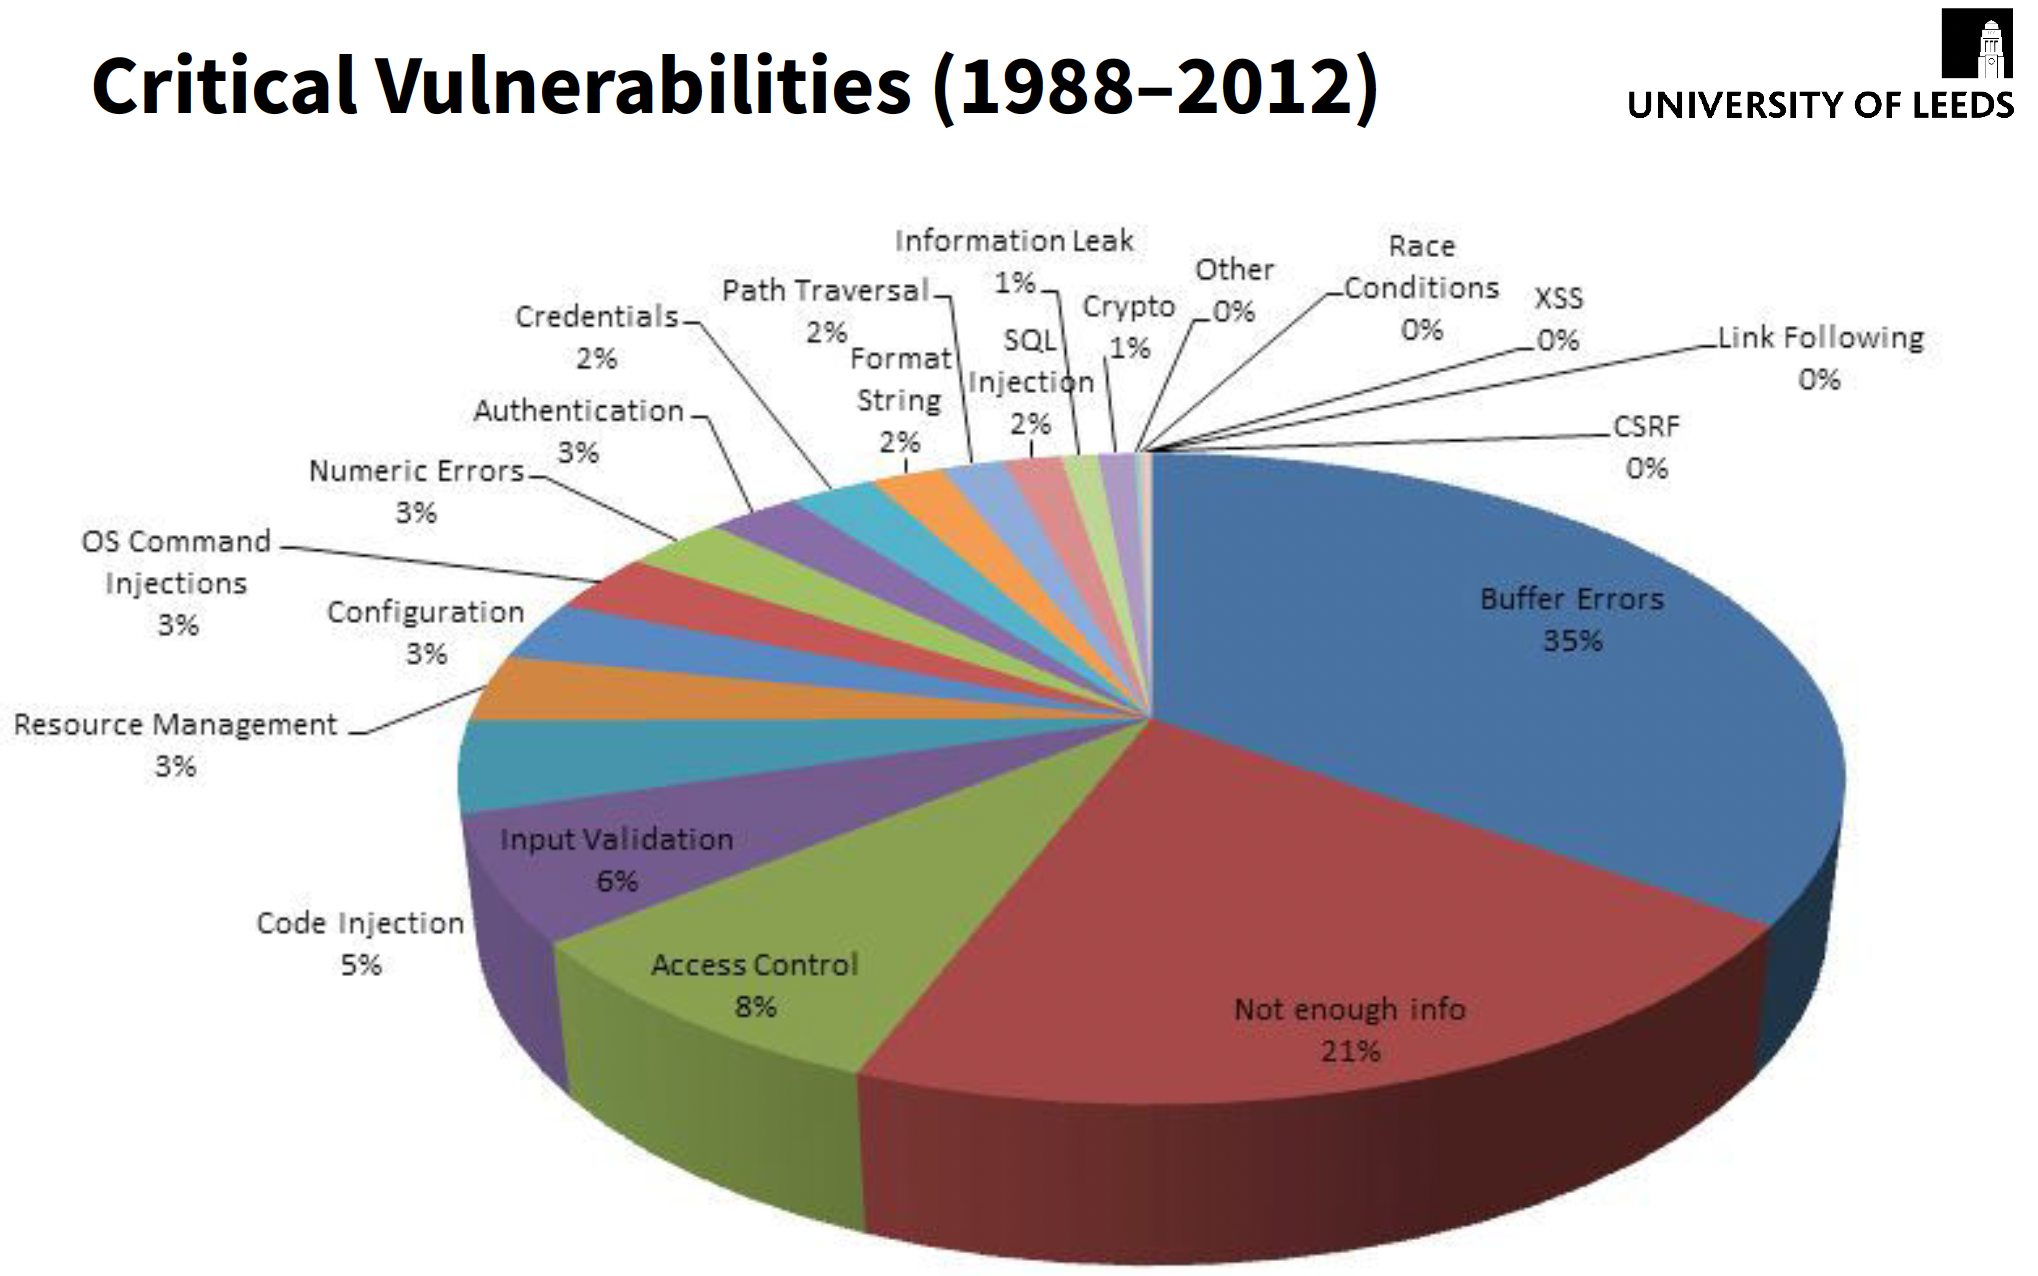 Critical Vulnerabilities (1988–2012)
UNIVERSITY OF LEEDS
Information Leak
1%
Other
0%
Race
Conditions
0%
XSS
0%
Link Following
0%
CSRF
0%
Crypto
1%
SQL
Injection
2%
Path Traversal
2%
Format
String
2%
Credentials
2%
Authentication
3%
Numeric Errors
3%
OS Command
Injections
3%
Configuration
3%
Resource Management
3%
Code Injection
5%
Input Validation
6%
Access Control
8%
Not enough info
21%
Buffer Errors
35%